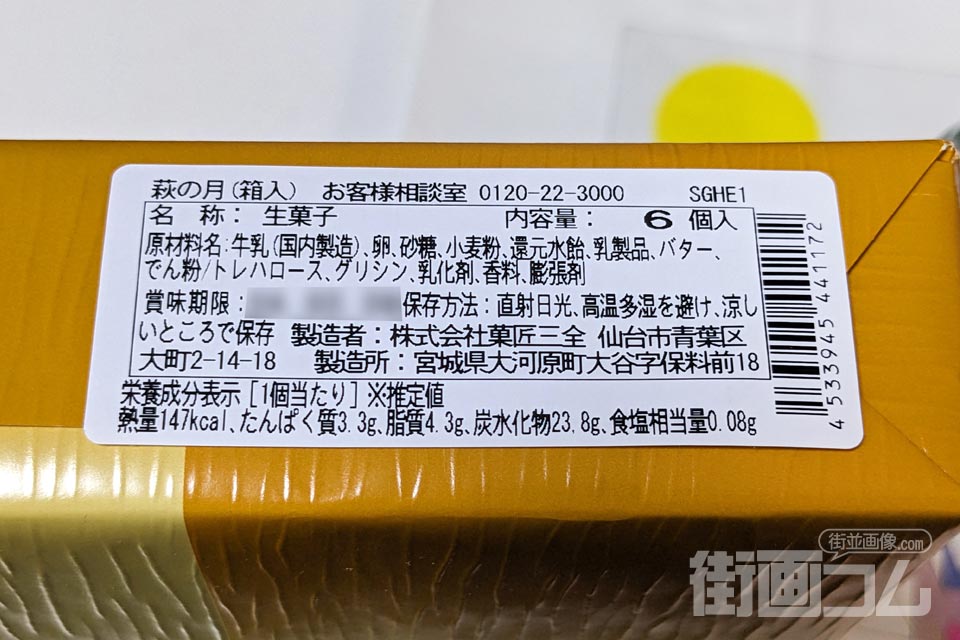 萩の月(箱入) お客様相談室 0120-22-3000 SGHE1
名 称: 生菓子 内容量: 6 個入
原材料名:牛乳(国内製造)、卵、砂糖、小麦粉、還元水飴、乳製品、バター、
でん粉/トレハロース、グリシン、乳化剤、香料、膨張剤
賞味期限: 保存方法:直射日光、高温多湿を避け、涼し
いところで保存 製造者:株式会社菓匠三全 仙台市青葉区
大町2-14-18 製造所:宮城県大河原町大谷字保料前18
栄養成分表示[1個当たり]※推定値
熱量147kcal、たんぱく質3.3g、脂質4.3g、炭水化物23.8g、食塩相当量0.08g
4533945441172
街並画像.com
街画コム